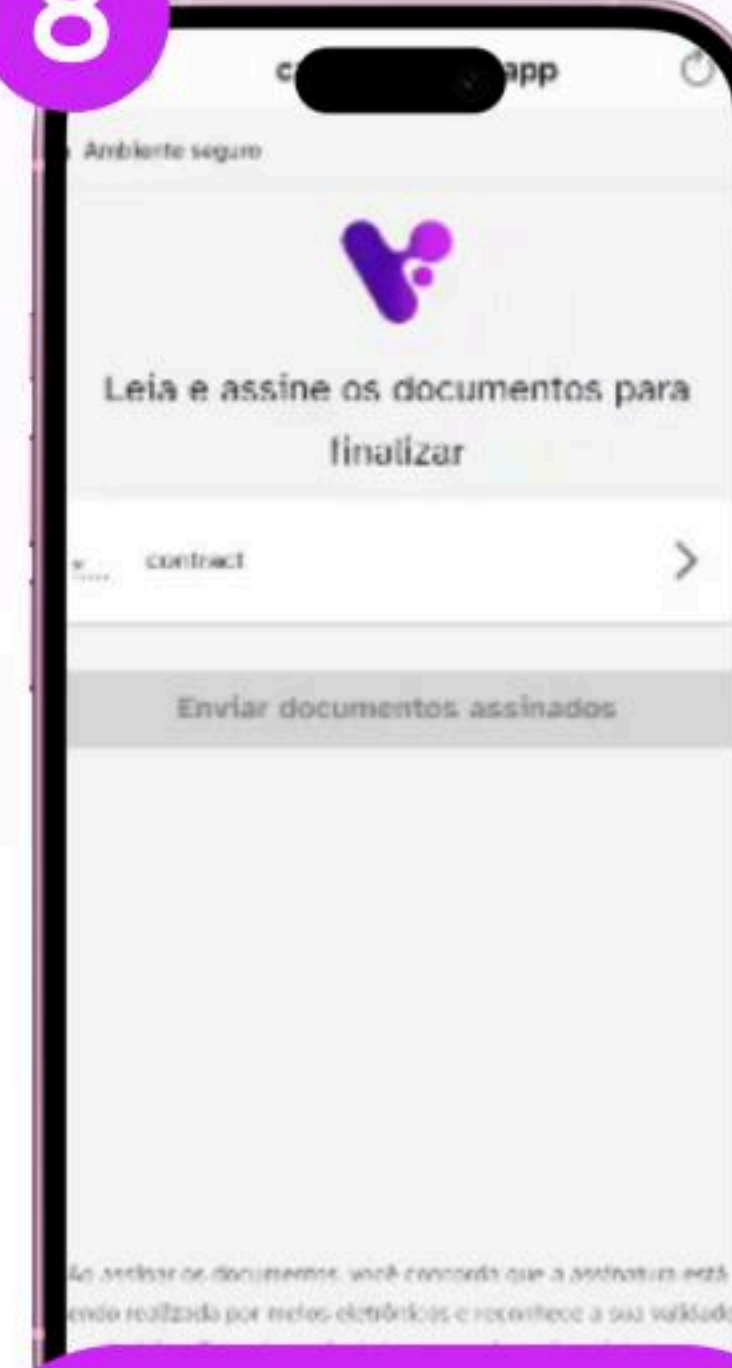 8
app
Ambiente seguro
Leia e assine os documentos para
finalizar
contract
Enviar documentos assinados
Ao assinar os documentos, você concorda que a assinatura está
endo realizada por meios eletrônicos e reconhece a sua validade